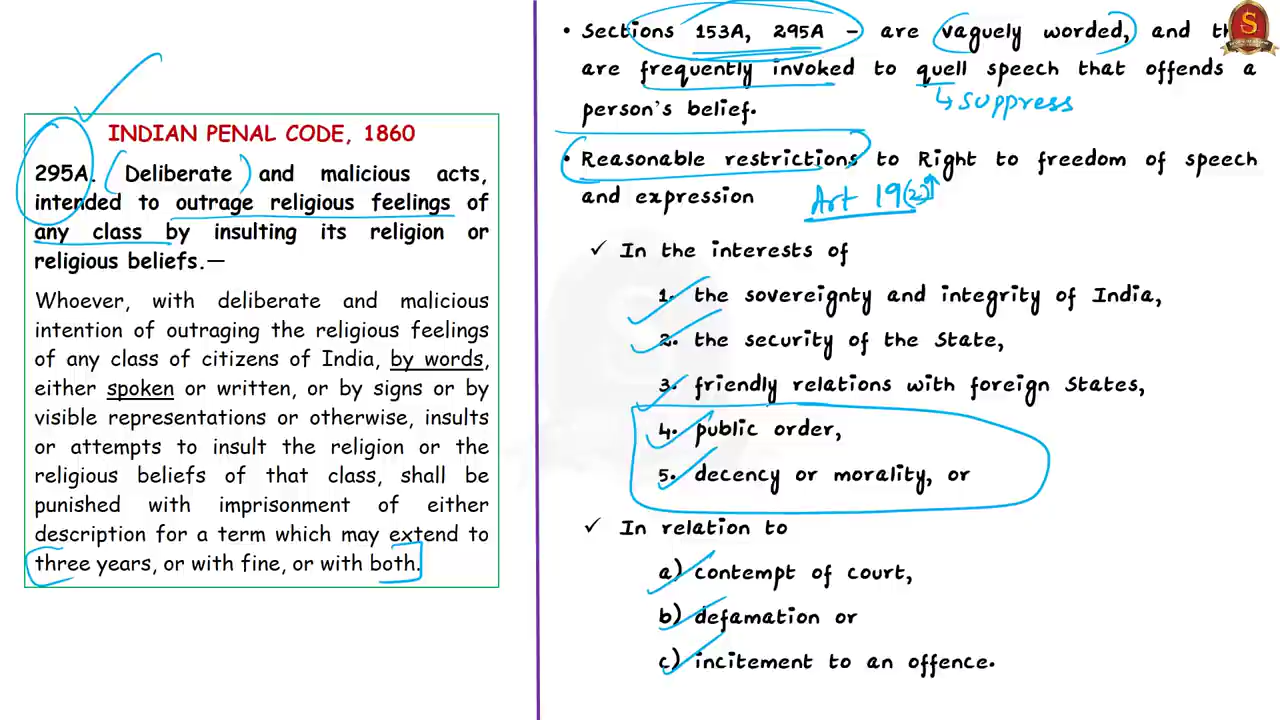 INDIAN PENAL CODE, 1860
295A. Deliberate and malicious acts,
intended to outrage religious feelings of
any class by insulting its religion or
religious beliefs.—
Whoever, with deliberate and malicious
intention of outraging the religious feelings
of any class of citizens of India, by words,
either spoken or written, or by signs or by
visible representations or otherwise, insults
or attempts to insult the religion or the
religious beliefs of that class, shall be
punished with imprisonment of either
description for a term which may extend to
three years, or with fine, or with both.
• Sections 153A, 295A – are vaguely worded, and
are frequently invoked to quell speech that offends a
↳ suppress
person's belief.
• Reasonable restrictions to Right to freedom of speech
and expression
Art 19(2)
✓ In the interests of
1. the sovereignty and integrity of India,
2. the security of the State,
3. friendly relations with foreign States,
4. public order,
5. decency or morality, or
✓ In relation to
a) contempt of court,
b) defamation or
c) incitement to an offence.
S